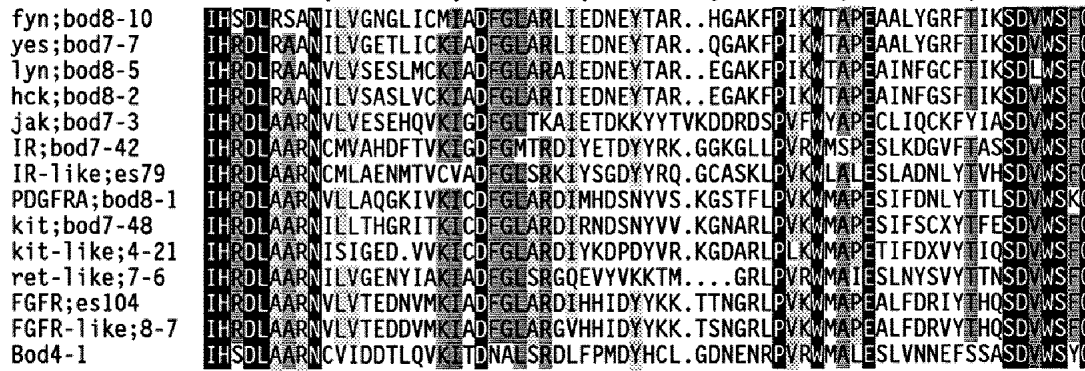 fyn;bod8-10 IHSDLRSANILVGNGLICMIADFGLARLIEDNEYTAR..HGAKFPIKWTAPEAALYGRFTIKSDVWSF
yes;bod7-7 IHRDLRAANILVGETLICKIADFGLARLIEDNEYTAR..QGAKFPIKWTAPEAALYGRFTIKSDVWSF
lyn;bod8-5 IHRDLRAANVLVSESLMCKIADFGLARAIEDNEYTAR..EGAKFPIKWTAPEAINFGCFTIKSDLWSF
hck;bod8-2 IHRDLRAANILVSASLVCKIADFGLARIIEDNEYTAR..EGAKFPIKWTAPEAINFGSFTIKSDVWSF
jak;bod7-3 IHRDLAARNVLVESEHQVKIGDFGLTKAIETDKKYYTVKDDRDSPVFWYAPECLIQCKFYIASDVWSF
IR;bod7-42 IHRDLAARNCMVAHDFTVKIGDFGMTRDIYETDYYRK.GGKGLLPVRWMSPESLKDGVFTASSDVWSF
IR-like;es79 IHRDLAARNCMLAENMTVCVADFGLSRKIYSGDYYRQ.GCASKLPVKWLALESLADNLYTVHSDVWSF
PDGFRA;bod8-1 IHRDLAARNVLLAQGKIVKICDFGLARDIMHDSNYVS.KGSTFLPVKWMAPESIFDNLYTTLSDVWSK
kit;bod7-48 IHRDLAARNILLTHGRITKICDFGLARDIRNDSNYVV.KGNARLPVKWMAPESIFSCXYTFESDVWSF
kit-like;4-21 IHRDLAARNISIGED.VVKICDFGLARDIYKDPDYVR.KGDARLPLKWMAPETIFDXVYTIQSDVWSF
ret-like;7-6 IHRDLAARNILVGENYIAKIADFGLSRGQEVYVKKTM....GRLPVRWMAIESLNYSVYTTNSDVWSF
FGFR;es104 IHRDLAARNVLVTEDNVMKIADFGLARDIHHIDYYKK.TTNGRLPVKWMAPEALFDRIYTHQSDVWSF
FGFR-like;8-7 IHRDLAARNVLVTEDDVMKIADFGLARGVHHIDYYKK.TSNGRLPVKWMAPEALFDRVYTHQSDVWSF
Bod4-1 IHSDLAARNCVIDDTLQVKITDNALSRDLFPMDYHCL.GDNENRPVRWMALESLVNNEFSSASDVWSY